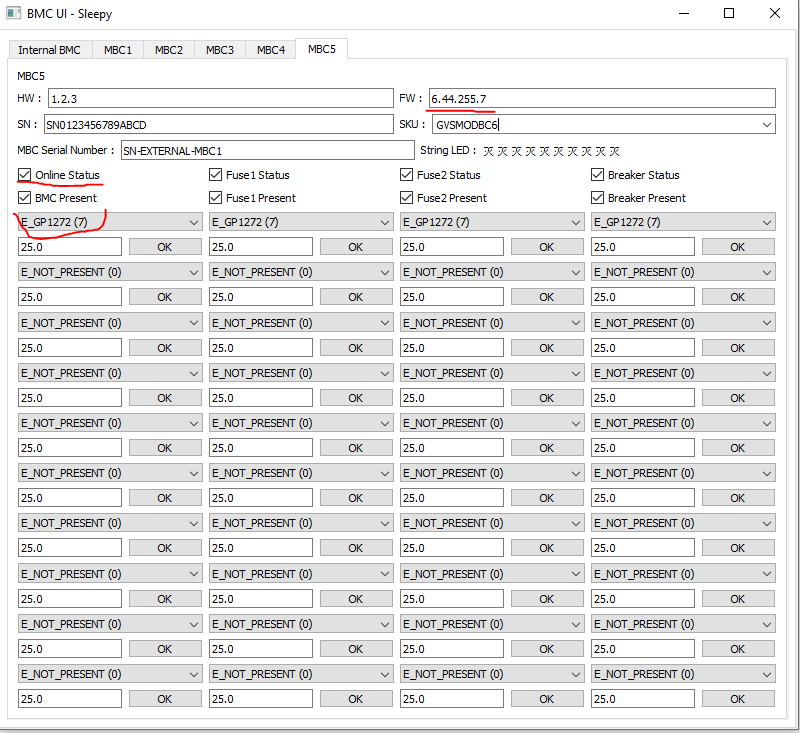 BMC UI - Sleepy
Internal BMC MBC1 MBC2 MBC3 MBC4 MBC5
MBC5
HW : 1.2.3 FW : 6.44.255.7
SN : SN0123456789ABCD SKU : GVSMODBC6
MBC Serial Number : SN-EXTERNAL-MBC1 String LED : 灭 灭 灭 灭 灭 灭 灭 灭 灭 灭
Online Status Fuse1 Status Fuse2 Status Breaker Status
BMC Present Fuse1 Present Fuse2 Present Breaker Present
E_GP1272 (7) E_GP1272 (7) E_GP1272 (7) E_GP1272 (7)
25.0 OK 25.0 OK 25.0 OK 25.0 OK
E_NOT_PRESENT (0) E_NOT_PRESENT (0) E_NOT_PRESENT (0) E_NOT_PRESENT (0)
25.0 OK 25.0 OK 25.0 OK 25.0 OK
E_NOT_PRESENT (0) E_NOT_PRESENT (0) E_NOT_PRESENT (0) E_NOT_PRESENT (0)
25.0 OK 25.0 OK 25.0 OK 25.0 OK
E_NOT_PRESENT (0) E_NOT_PRESENT (0) E_NOT_PRESENT (0) E_NOT_PRESENT (0)
25.0 OK 25.0 OK 25.0 OK 25.0 OK
E_NOT_PRESENT (0) E_NOT_PRESENT (0) E_NOT_PRESENT (0) E_NOT_PRESENT (0)
25.0 OK 25.0 OK 25.0 OK 25.0 OK
E_NOT_PRESENT (0) E_NOT_PRESENT (0) E_NOT_PRESENT (0) E_NOT_PRESENT (0)
25.0 OK 25.0 OK 25.0 OK 25.0 OK
E_NOT_PRESENT (0) E_NOT_PRESENT (0) E_NOT_PRESENT (0) E_NOT_PRESENT (0)
25.0 OK 25.0 OK 25.0 OK 25.0 OK
E_NOT_PRESENT (0) E_NOT_PRESENT (0) E_NOT_PRESENT (0) E_NOT_PRESENT (0)
25.0 OK 25.0 OK 25.0 OK 25.0 OK
E_NOT_PRESENT (0) E_NOT_PRESENT (0) E_NOT_PRESENT (0) E_NOT_PRESENT (0)
25.0 OK 25.0 OK 25.0 OK 25.0 OK
E_NOT_PRESENT (0) E_NOT_PRESENT (0) E_NOT_PRESENT (0) E_NOT_PRESENT (0)
25.0 OK 25.0 OK 25.0 OK 25.0 OK